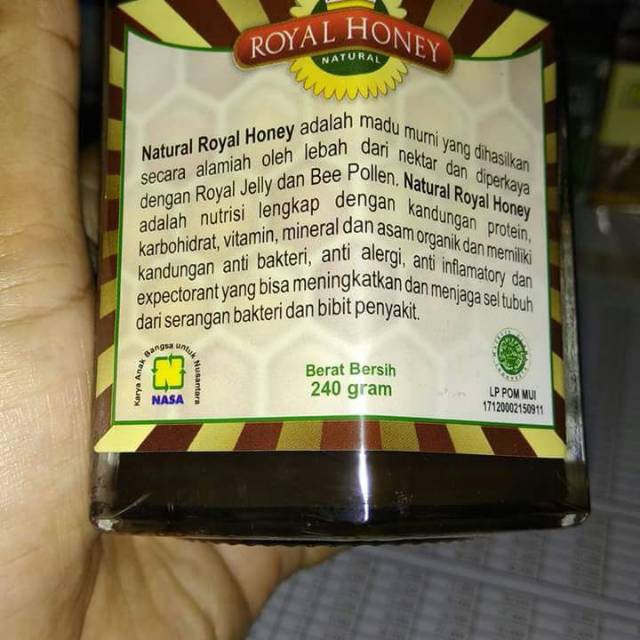 ROYAL HONEY
NATURAL
Natural Royal Honey adalah madu murni yang dihasilkan
secara alamiah oleh lebah dari nektar dan diperkaya
dengan Royal Jelly dan Bee Pollen. Natural Royal Honey
adalah nutrisi lengkap dengan kandungan protein,
karbohidrat, vitamin, mineral dan asam organik dan memiliki
kandungan anti bakteri, anti alergi, anti inflamatory dan
expectorant yang bisa meningkatkan dan menjaga sel tubuh
dari serangan bakteri dan bibit penyakit.
Karya Anak Bangsa untuk Nusantara
NASA
Berat Bersih
240 gram
LP POM MUI
17120002150911